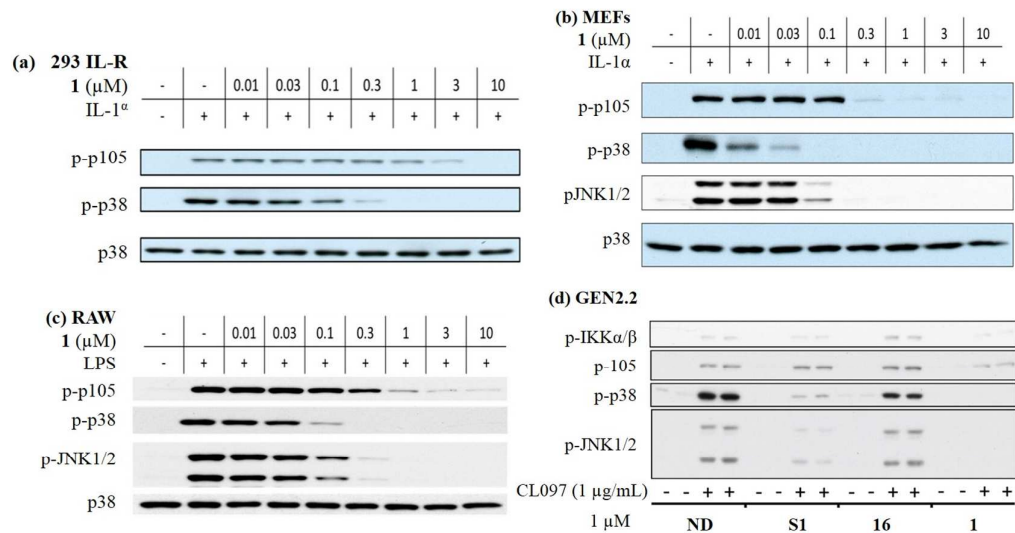 (a) 293 IL-R
1 (µM) - - 0.01 0.03 0.1 0.3 1 3 10
IL-1α - + + + + + + + +
p-p105
p-p38
p38
(b) MEFs
1 (µM) - - 0.01 0.03 0.1 0.3 1 3 10
IL-1α - + + + + + + + +
p-p105
p-p38
pJNK1/2
p38
(c) RAW
1 (µM) - - 0.01 0.03 0.1 0.3 1 3 10
LPS - + + + + + + + +
p-p105
p-p38
p-JNK1/2
p38
(d) GEN2.2
p-IKKα/β
p-105
p-p38
p-JNK1/2
CL097 (1 µg/mL) - - + + - - + + - - + + - - + +
1 µM ND S1 16 1